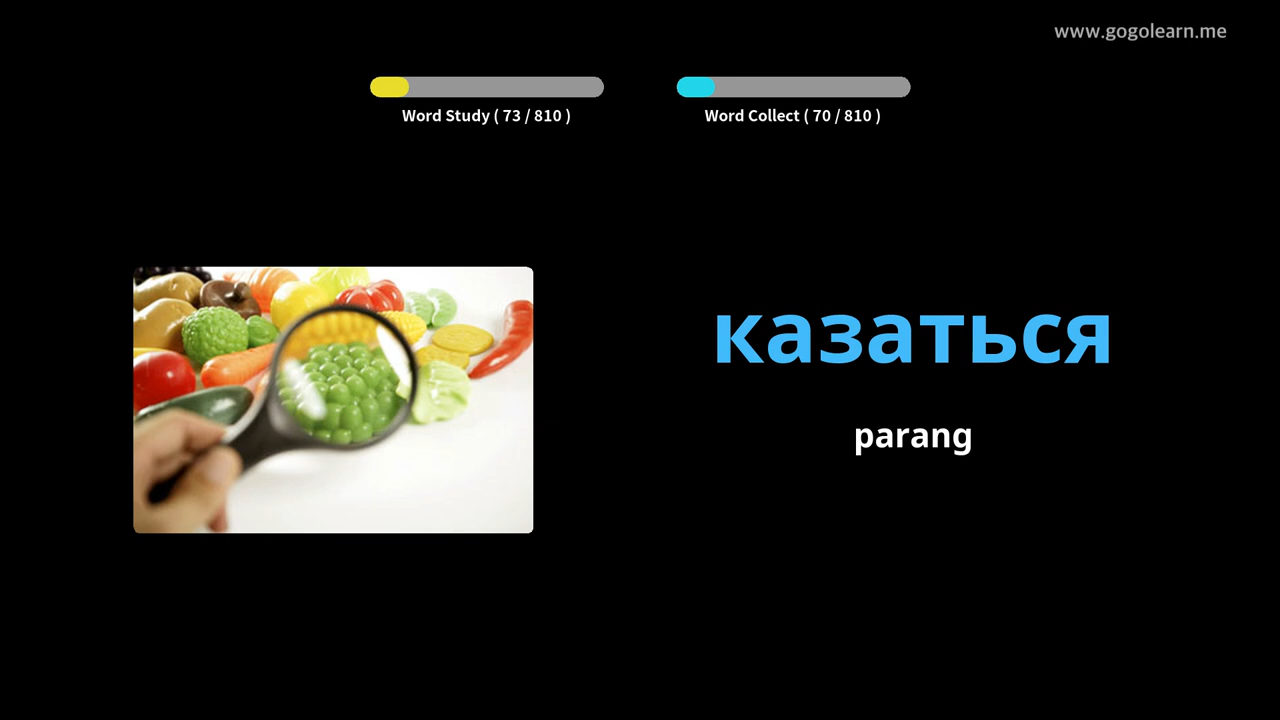 www.gogolearn.me
Word Study ( 73 / 810 )
Word Collect ( 70 / 810 )
казаться
parang